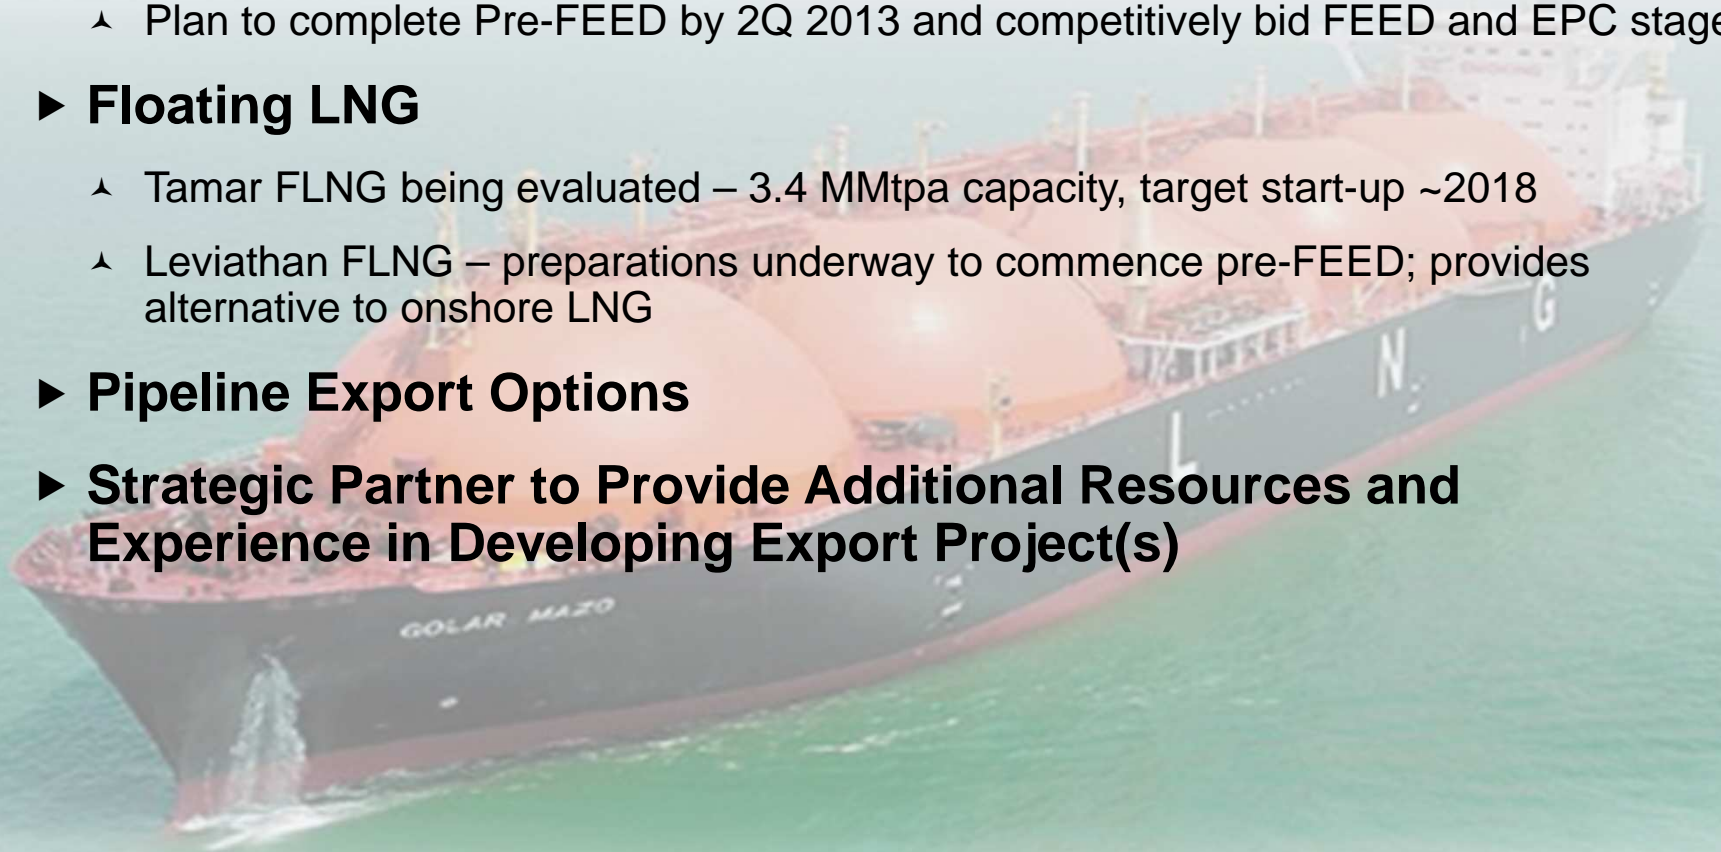 Plan to complete Pre-FEED by 2Q 2013 and competitively bid FEED and EPC stage
Floating LNG
Tamar FLNG being evaluated – 3.4 MMtpa capacity, target start-up ~2018
Leviathan FLNG – preparations underway to commence pre-FEED; provides
alternative to onshore LNG
Pipeline Export Options
Strategic Partner to Provide Additional Resources and
Experience in Developing Export Project(s)
L N G
GOLAR MAZO